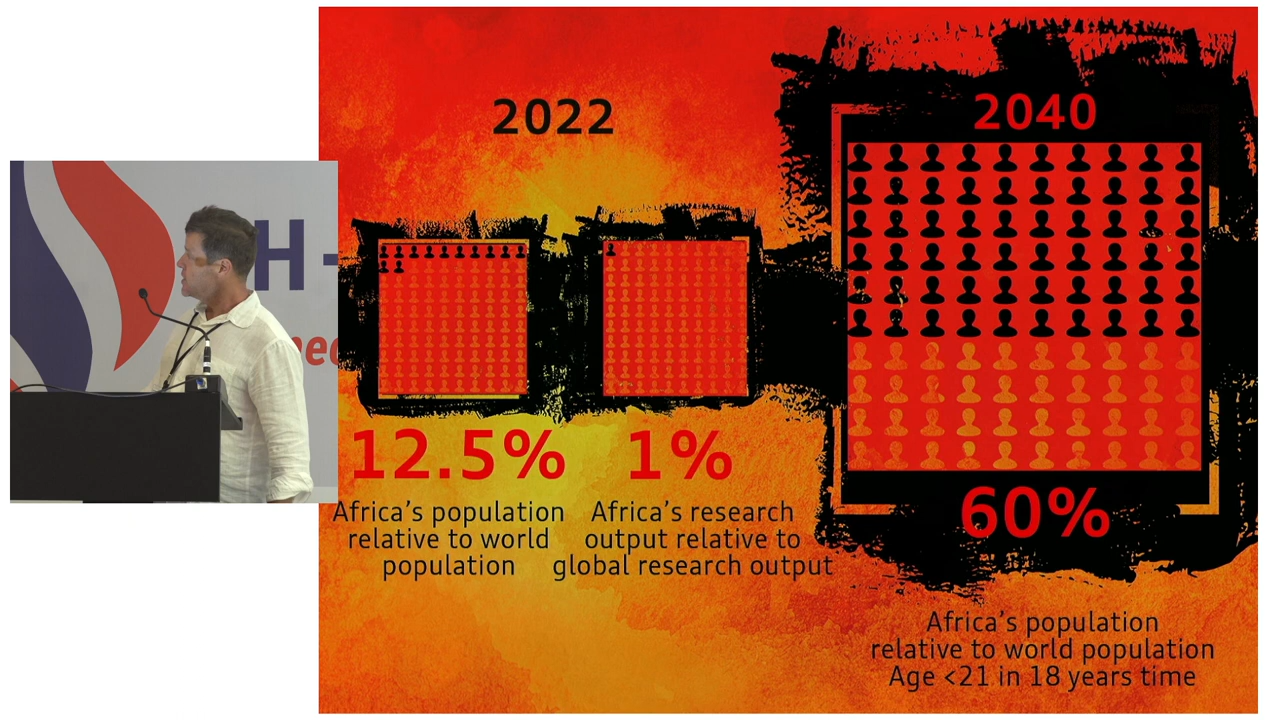 2022
2040
H-
12.5%
Africa's population
relative to world
population
1%
Africa's research
output relative to
global research output
60%
Africa's population
relative to world population
Age <21 in 18 years time